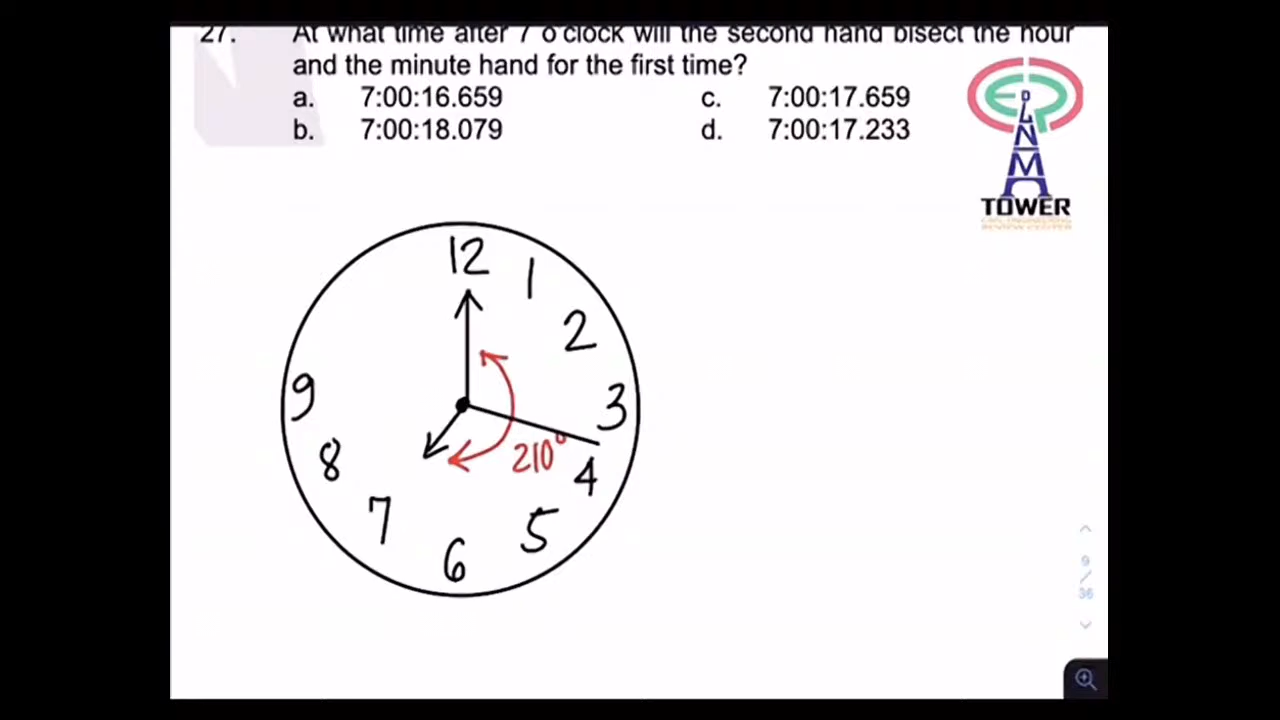 27. At what time after 7 o'clock will the second hand bisect the hour
and the minute hand for the first time?
a. 7:00:16.659 c. 7:00:17.659
b. 7:00:18.079 d. 7:00:17.233
TOWER
12
1
2
3
4
5
6
7
8
9
210°
9
/
36